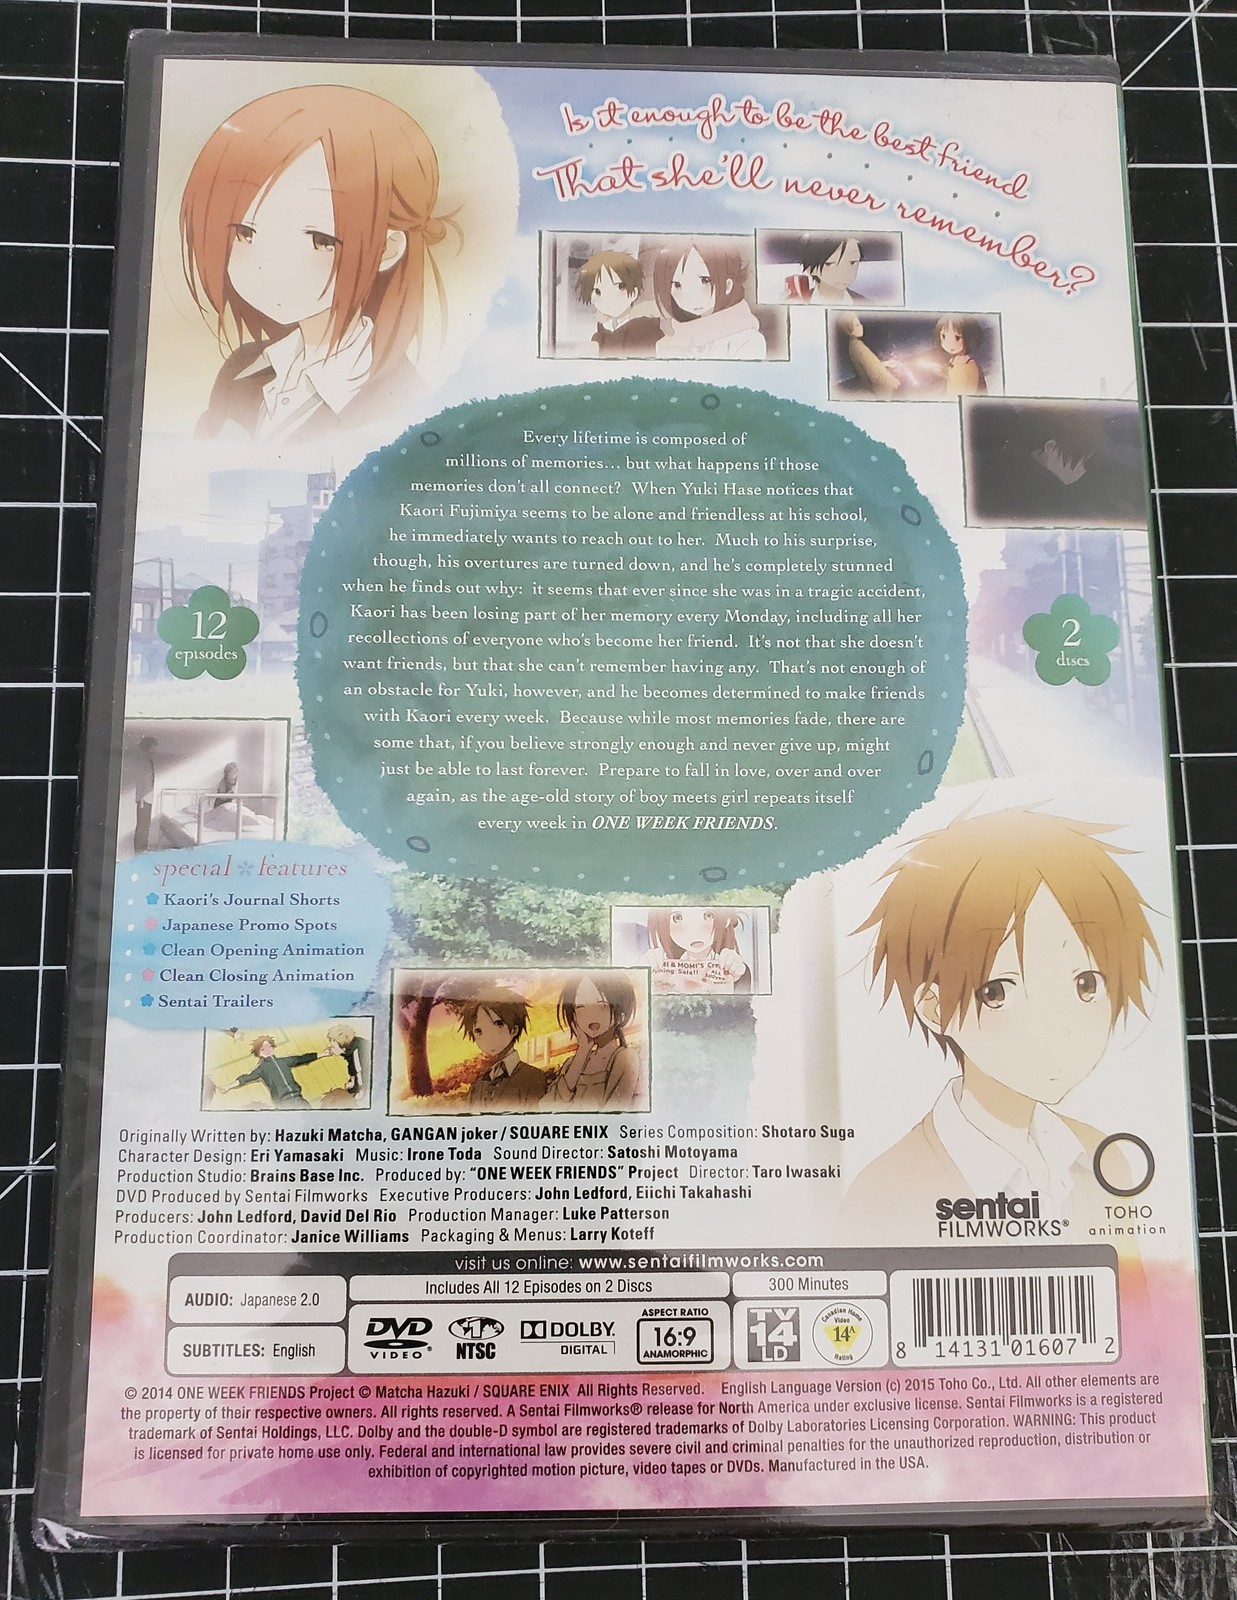 Is it enough to be the best friend
That she'll never remember?
Every lifetime is composed of
millions of memories... but what happens if those
memories don't all connect? When Yuki Hase notices that
Kaori Fujimiya seems to be alone and friendless at his school,
he immediately wants to reach out to her. Much to his surprise,
though, his overtures are turned down, and he's completely stunned
when he finds out why: it seems that ever since she was in a tragic accident,
Kaori has been losing part of her memory every Monday, including all her
recollections of everyone who's become her friend. It's not that she doesn't
want friends, but that she can't remember having any. That's not enough of
an obstacle for Yuki, however, and he becomes determined to make friends
with Kaori every week. Because while most memories fade, there are
some that, if you believe strongly enough and never give up, might
just be able to last forever. Prepare to fall in love, over and over
again, as the age-old story of boy meets girl repeats itself
every week in ONE WEEK FRIENDS.
12
episodes
2
discs
special features
Kaori's Journal Shorts
Japanese Promo Spots
Clean Opening Animation
Clean Closing Animation
Sentai Trailers
Originally Written by: Hazuki Matcha, GANGAN joker / SQUARE ENIX Series Composition: Shotaro Suga
Character Design: Eri Yamasaki Music: Irone Toda Sound Director: Satoshi Motoyama
Production Studio: Brains Base Inc. Produced by: "ONE WEEK FRIENDS" Project Director: Taro Iwasaki
DVD Produced by Sentai Filmworks Executive Producers: John Ledford, Eiichi Takahashi
Producers: John Ledford, David Del Rio Production Manager: Luke Patterson
Production Coordinator: Janice Williams Packaging & Menus: Larry Koteff
sentai
FILMWORKS®
TOHO
animation
visit us online: www.sentaifilmworks.com
AUDIO: Japanese 2.0
SUBTITLES: English
Includes All 12 Episodes on 2 Discs
300 Minutes
DVD
VIDEO
NTSC
DOLBY
DIGITAL
ASPECT RATIO
16:9
ANAMORPHIC
TV
14
LD
Canadian Home
Video
14A
Rating
8 14131 01607 2
© 2014 ONE WEEK FRIENDS Project © Matcha Hazuki / SQUARE ENIX All Rights Reserved. English Language Version (c) 2015 Toho Co., Ltd. All other elements are
the property of their respective owners. All rights reserved. A Sentai Filmworks® release for North America under exclusive license. Sentai Filmworks is a registered
trademark of Sentai Holdings, LLC. Dolby and the double-D symbol are registered trademarks of Dolby Laboratories Licensing Corporation. WARNING: This product
is licensed for private home use only. Federal and international law provides severe civil and criminal penalties for the unauthorized reproduction, distribution or
exhibition of copyrighted motion picture, video tapes or DVDs. Manufactured in the USA.